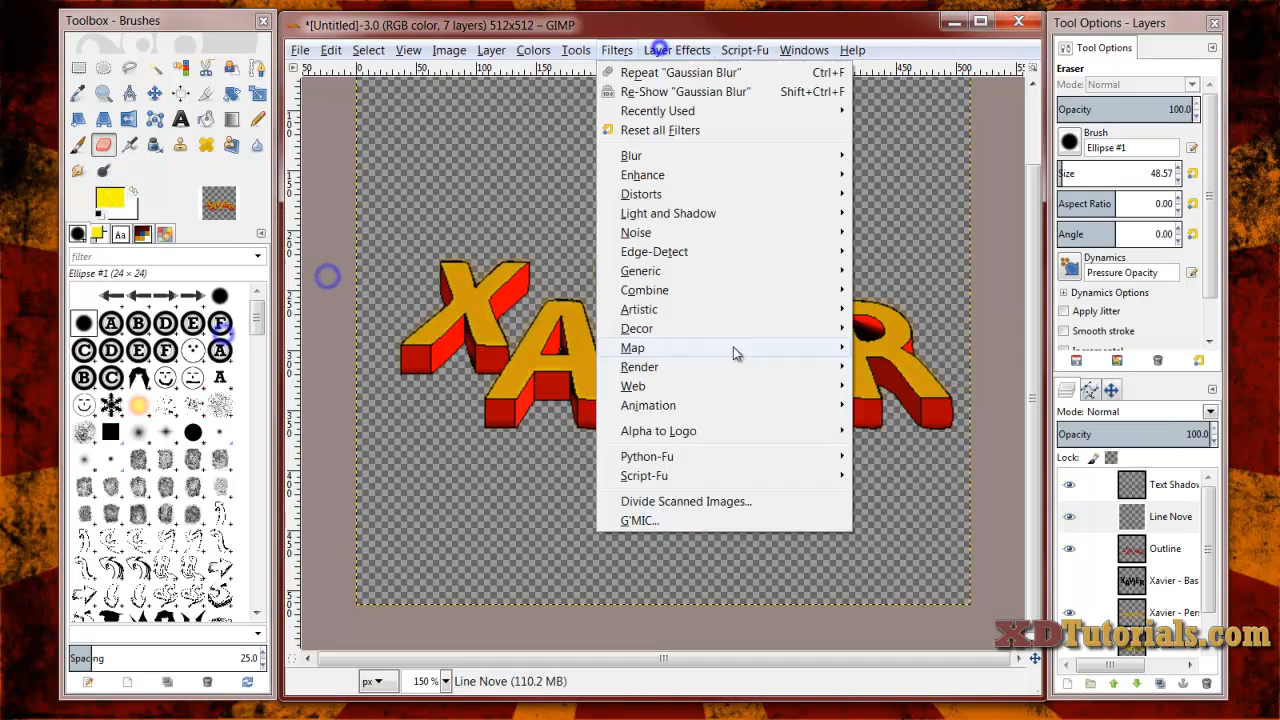 Toolbox - Brushes
*[Untitled]-3.0 (RGB color, 7 layers) 512x512 – GIMP
Tool Options - Layers
File Edit Select View Image Layer Colors Tools Filters Layer Effects Script-Fu Windows Help
Tool Options
Eraser
Mode: Normal
Opacity 100.0
Brush
Ellipse #1
Size 48.57
Aspect Ratio 0.00
Angle 0.00
Dynamics
Pressure Opacity
Dynamics Options
Apply Jitter
Smooth stroke
Repeat "Gaussian Blur" Ctrl+F
Re-Show "Gaussian Blur" Shift+Ctrl+F
Recently Used
Reset all Filters
Blur
Enhance
Distorts
Light and Shadow
Noise
Edge-Detect
Generic
Combine
Artistic
Decor
Map
Render
Web
Animation
Alpha to Logo
Python-Fu
Script-Fu
Divide Scanned Images...
G'MIC...
filter
Ellipse #1 (24 × 24)
Spacing 25.0
Mode: Normal
Opacity 100.0
Lock:
Text Shadow
Line Nove
Outline
Xavier - Bas
Xavier - Pers
XA R
px 150 % Line Nove (110.2 MB)
XDTutorials.com